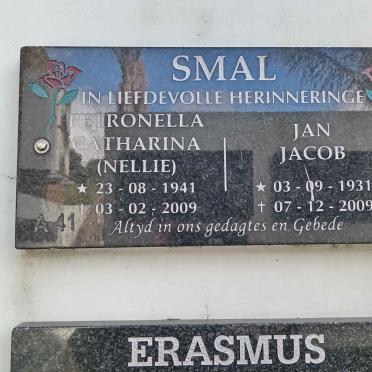 SMAL
IN LIEFDEVOLLE HERINNERINGE
PETRONELLA
CATHARINA
(NELLIE)
★ 23 - 08 - 1941
† 03 - 02 - 2009
JAN
JACOB
★ 03 - 09 - 1931
† 07 - 12 - 2009
A 41
Altyd in ons gedagtes en Gebede
ERASMUS